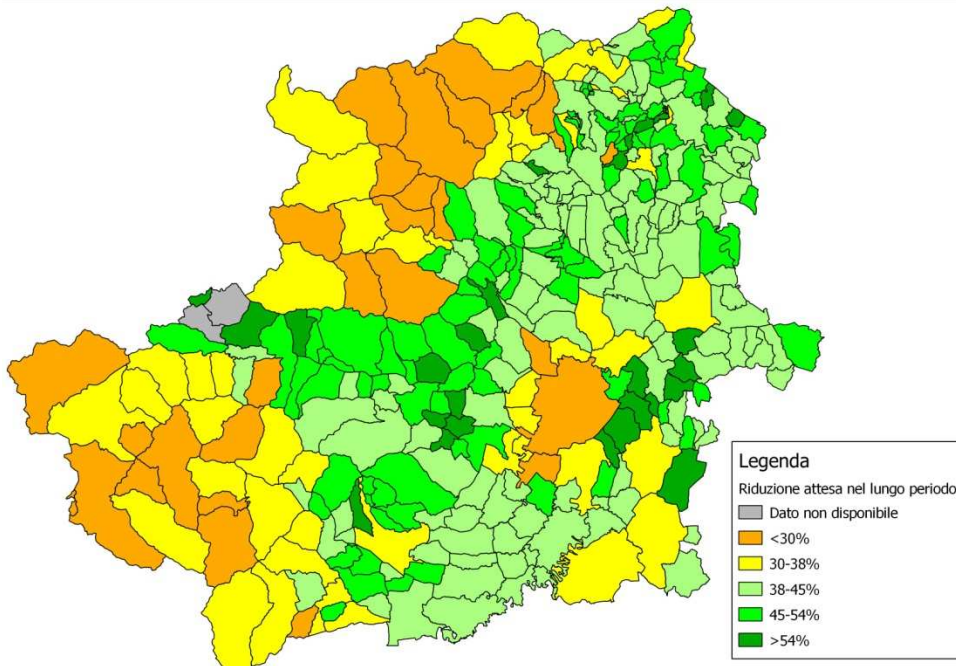 Legenda
Riduzione attesa nel lungo periodo
Dato non disponibile
<30%
30-38%
38-45%
45-54%
>54%